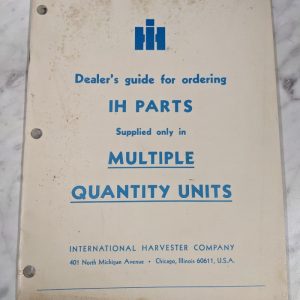 IH
Dealer's guide for ordering
IH PARTS
Supplied only in
MULTIPLE
QUANTITY UNITS
INTERNATIONAL HARVESTER COMPANY
401 North Michigan Avenue • Chicago, Illinois 60611, U.S.A.